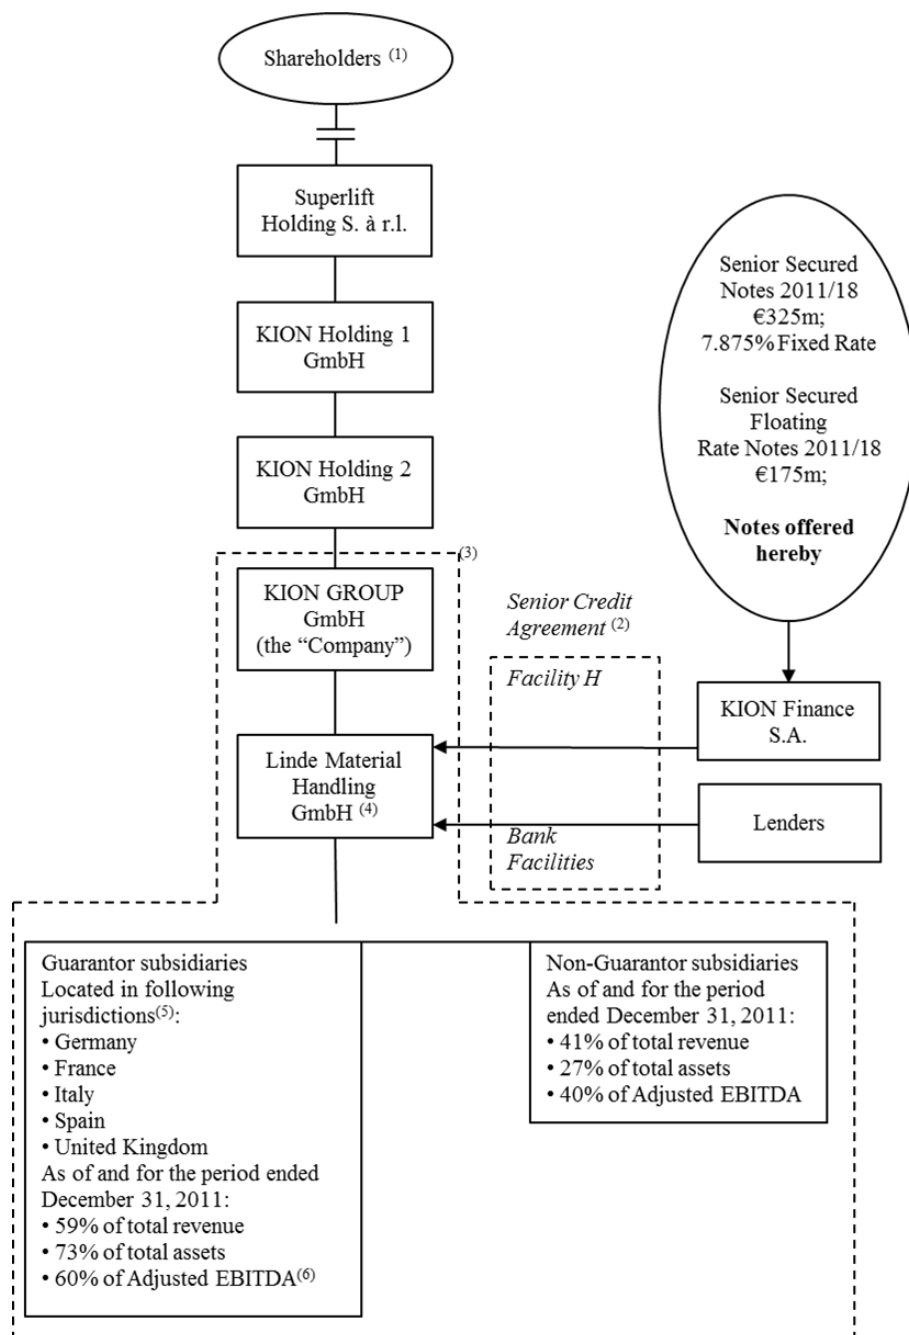 Shareholders (1)
Superlift
Holding S. à r.l.
KION Holding 1
GmbH
KION Holding 2
GmbH
(3)
KION GROUP
GmbH
(the “Company”)
Linde Material
Handling
GmbH (4)
Senior Secured
Notes 2011/18
€325m;
7.875% Fixed Rate
Senior Secured
Floating
Rate Notes 2011/18
€175m;
Notes offered
hereby
Senior Credit
Agreement (2)
Facility H
Bank
Facilities
KION Finance
S.A.
Lenders
Guarantor subsidiaries
Located in following
jurisdictions(5):
• Germany
• France
• Italy
• Spain
• United Kingdom
As of and for the period ended
December 31, 2011:
• 59% of total revenue
• 73% of total assets
• 60% of Adjusted EBITDA(6)
Non-Guarantor subsidiaries
As of and for the period
ended December 31, 2011:
• 41% of total revenue
• 27% of total assets
• 40% of Adjusted EBITDA